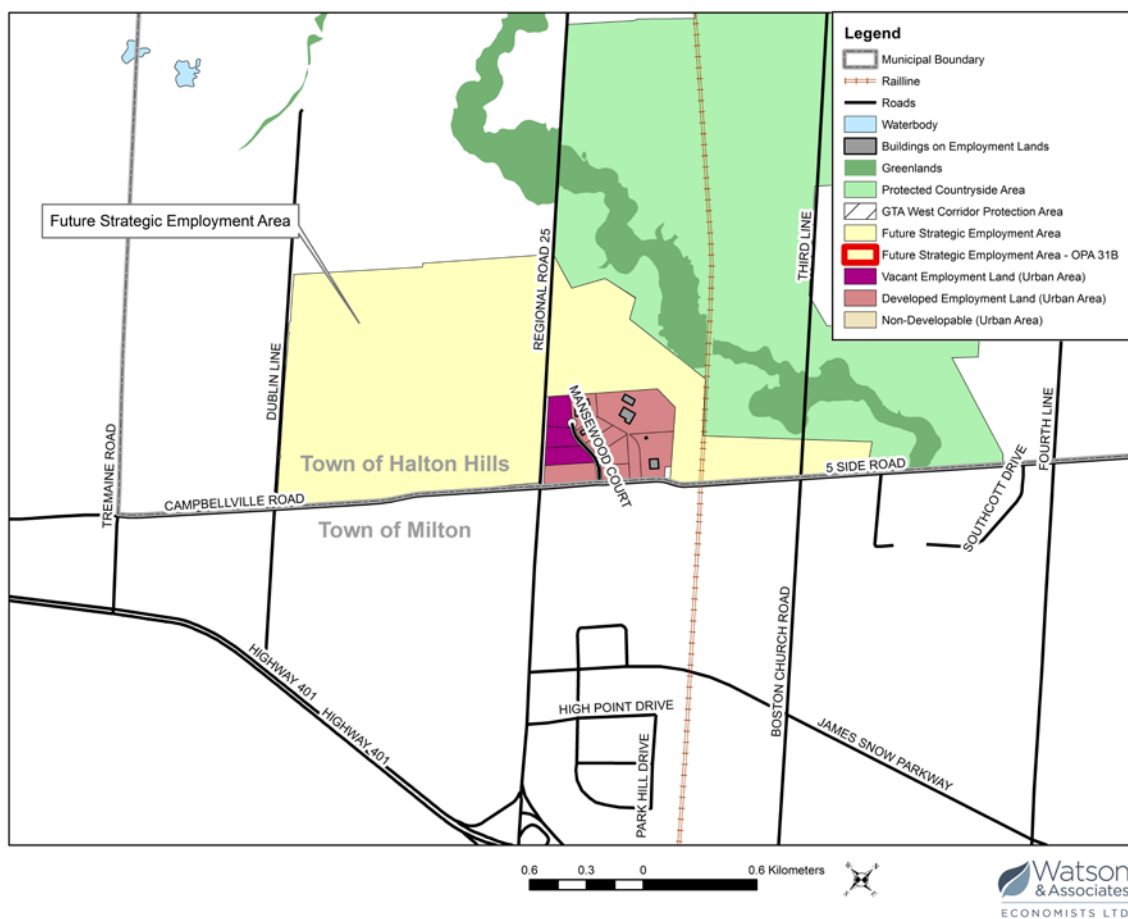 Legend
Municipal Boundary
Railline
Roads
Waterbody
Buildings on Employment Lands
Greenlands
Protected Countryside Area
GTA West Corridor Protection Area
Future Strategic Employment Area
Future Strategic Employment Area - OPA 31B
Vacant Employment Land (Urban Area)
Developed Employment Land (Urban Area)
Non-Developable (Urban Area)
Future Strategic Employment Area
REGIONAL ROAD 25
THIRD LINE
DUBLIN LINE
TREMAINE ROAD
MANSEWOOD COURT
FOURTH LINE
Town of Halton Hills
5 SIDE ROAD
CAMPBELLVILLE ROAD
SOUTHCOTT DRIVE
Town of Milton
HIGHWAY 401
HIGHWAY 401
BOSTON CHURCH ROAD
HIGH POINT DRIVE
PARK HILL DRIVE
JAMES SNOW PARKWAY
0.6 0.3 0 0.6 Kilometers
Watson
& Associates
ECONOMISTS LTD